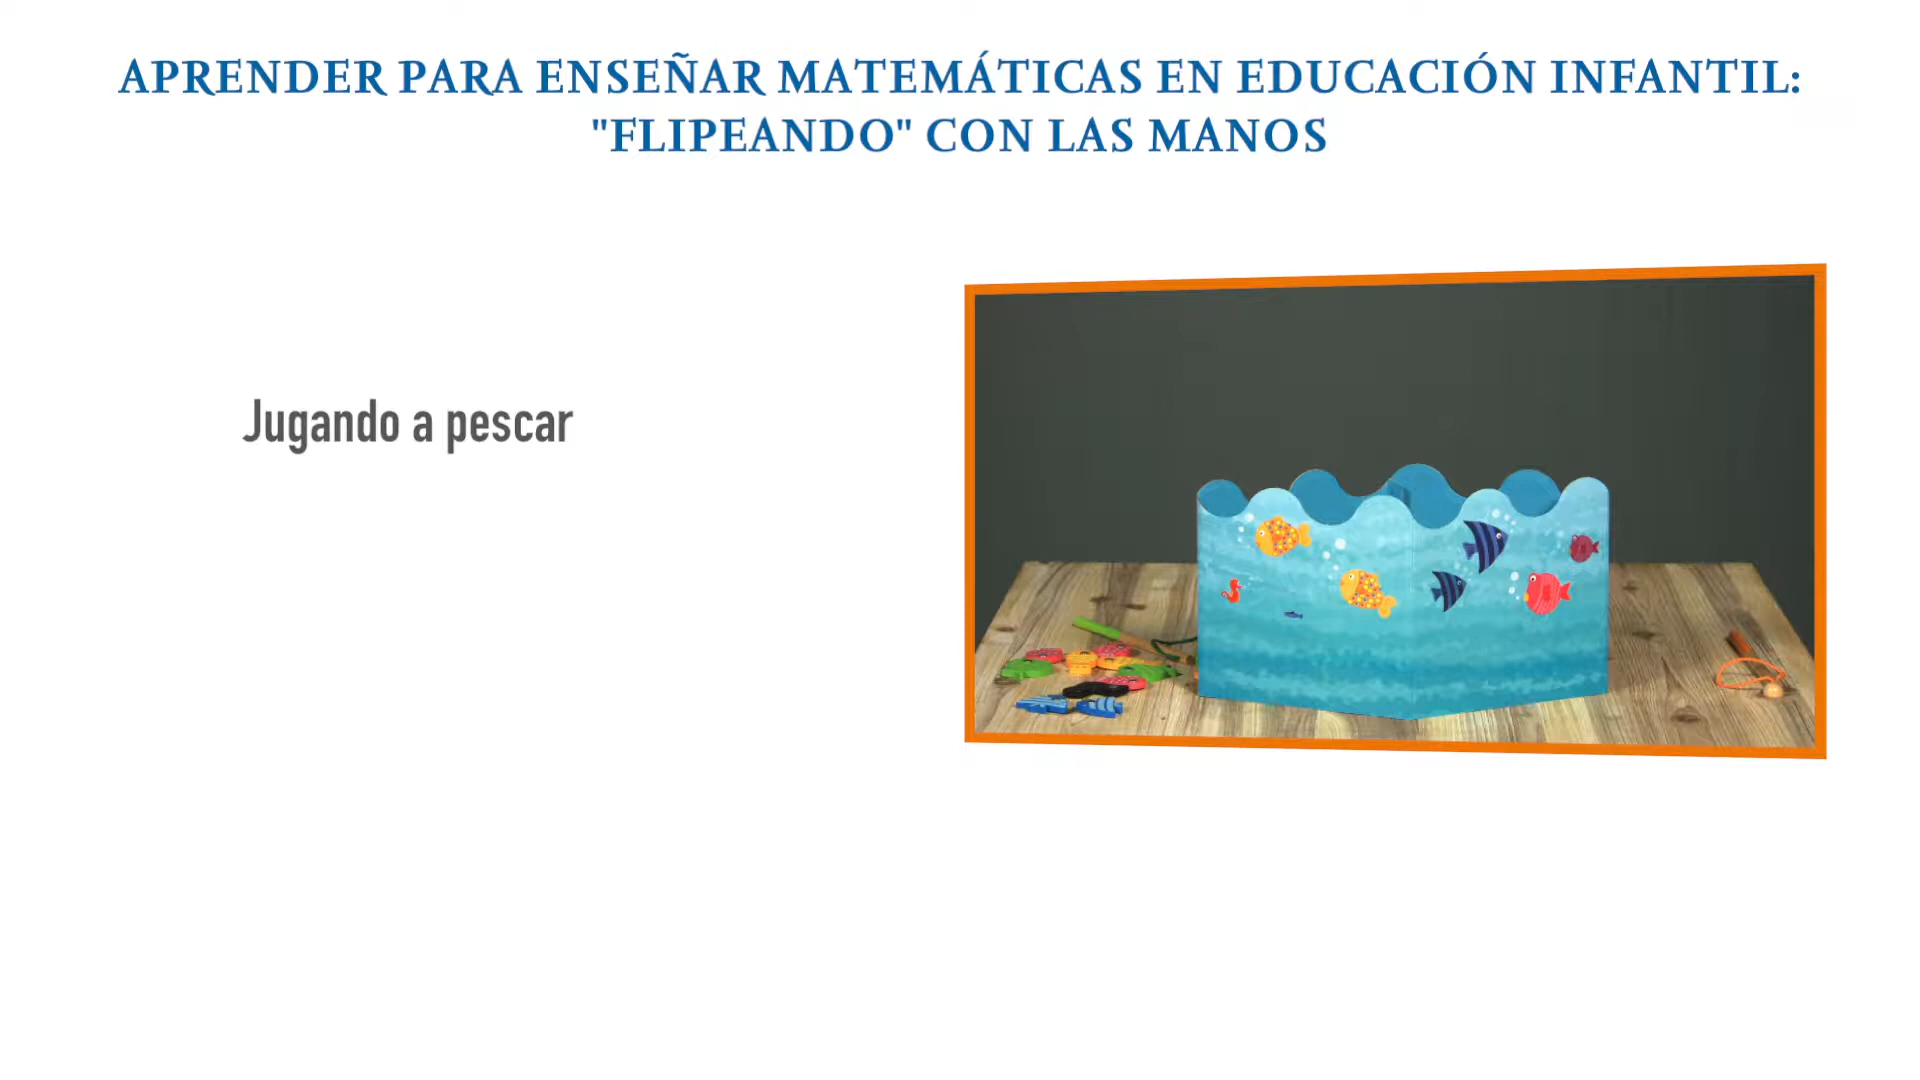 APRENDER PARA ENSEÑAR MATEMÁTICAS EN EDUCACIÓN INFANTIL:
"FLIPEANDO" CON LAS MANOS
Jugando a pescar